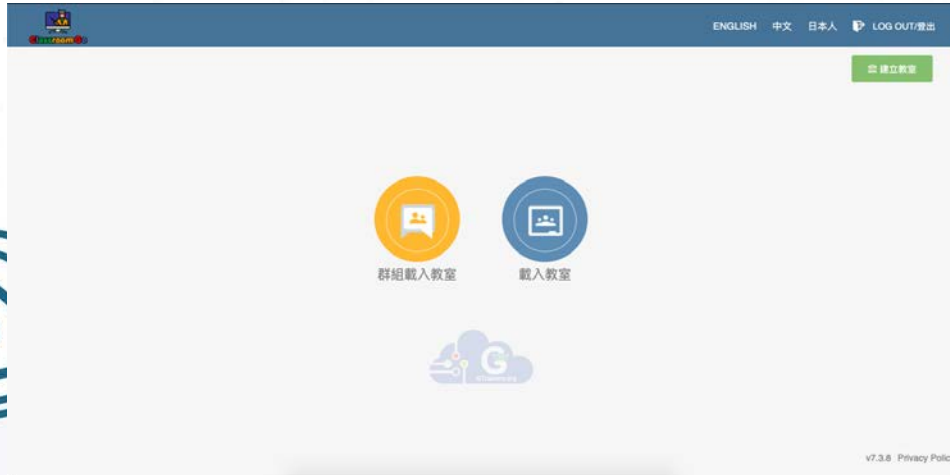 ClassroomGo
ENGLISH 中文 日本人 LOG OUT/登出
建立教室
群組載入教室 載入教室
G
v7.3.8 Privacy Polic